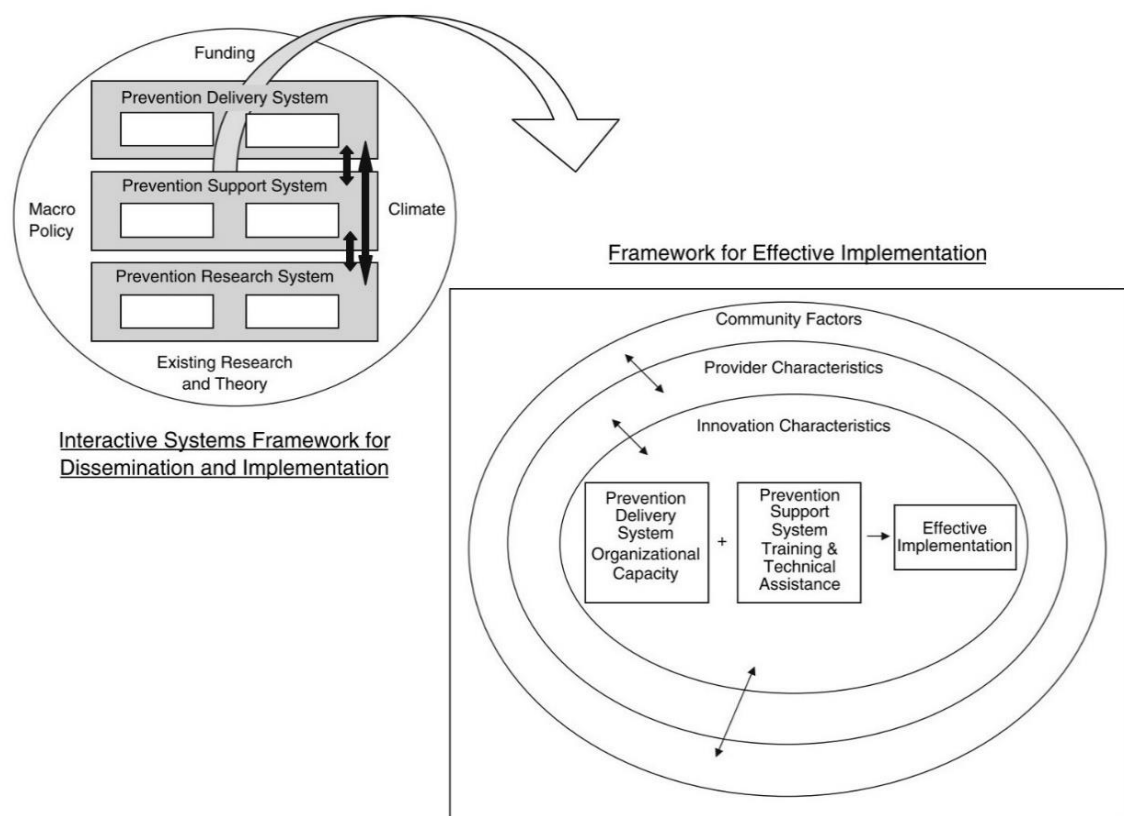 Funding
Prevention Delivery System
Prevention Support System
Macro
Policy
Climate
Prevention Research System
Existing Research
and Theory
Interactive Systems Framework for
Dissemination and Implementation
Framework for Effective Implementation
Community Factors
Provider Characteristics
Innovation Characteristics
Prevention
Delivery
System
Organizational
Capacity
+
Prevention
Support
System
Training &
Technical
Assistance
Effective
Implementation